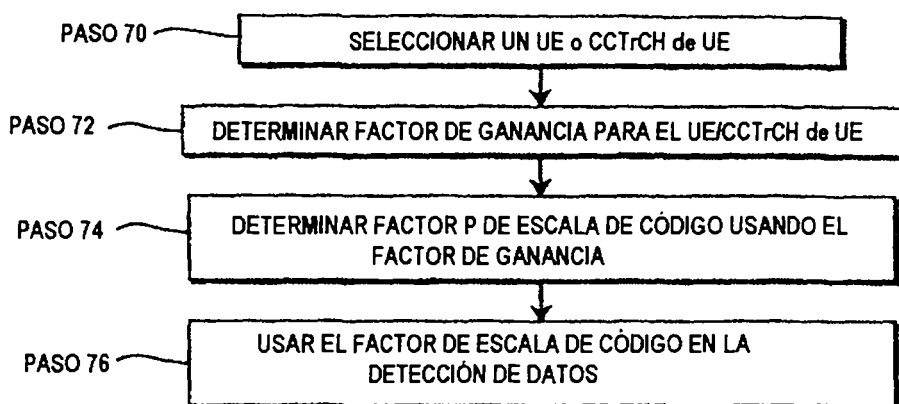 PASO 70
SELECCIONAR UN UE o CCTrCH de UE
PASO 72
DETERMINAR FACTOR DE GANANCIA PARA EL UE/CCTrCH de UE
PASO 74
DETERMINAR FACTOR P DE ESCALA DE CÓDIGO USANDO EL
FACTOR DE GANANCIA
PASO 76
USAR EL FACTOR DE ESCALA DE CÓDIGO EN LA
DETECCIÓN DE DATOS